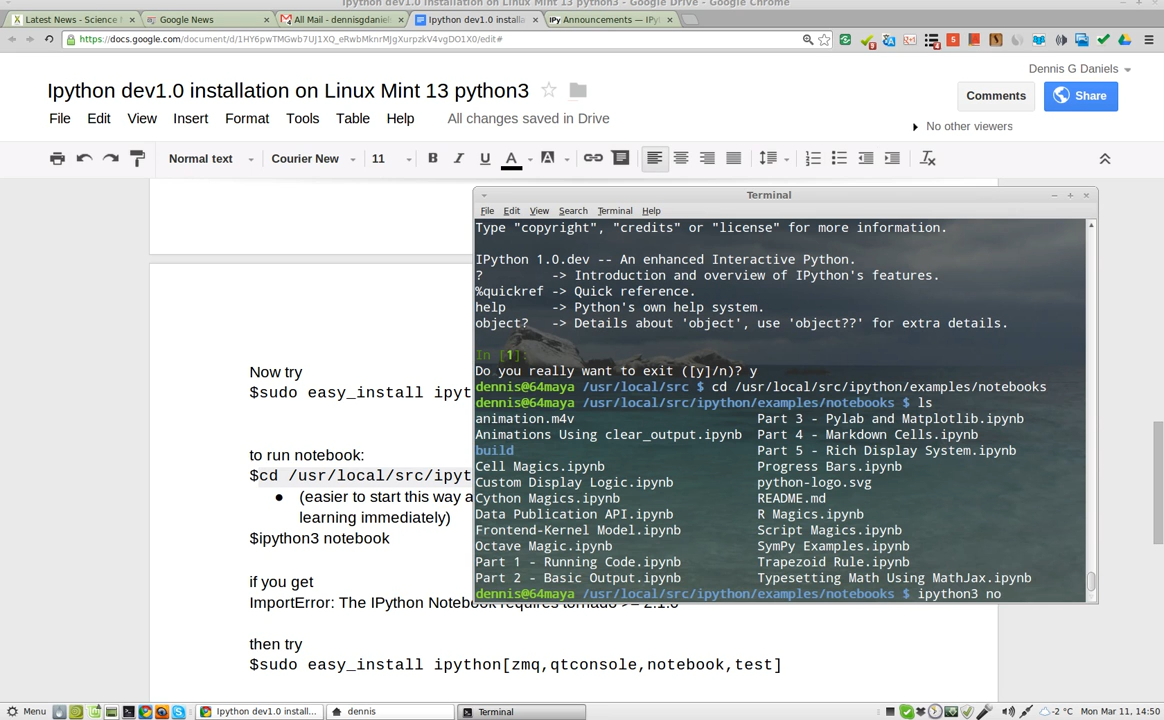 Ipython dev1.0 installation on Linux Mint 13 python3 - Google Drive - Google Chrome
Latest News - Science
Google News
All Mail - dennisgdaniel
Ipython dev1.0 installa
IPy Announcements — IPy
https://docs.google.com/document/d/1HY6pwTMGwb7UJ1XQ_eRwbMknrMJgXurpzkV4vgDO1X0/edit#
Dennis G Daniels
Ipython dev1.0 installation on Linux Mint 13 python3
Comments
Share
File Edit View Insert Format Tools Table Help All changes saved in Drive
No other viewers
Normal text Courier New 11 B I U A A
Terminal
File Edit View Search Terminal Help
Type "copyright", "credits" or "license" for more information.
IPython 1.0.dev -- An enhanced Interactive Python.
? -> Introduction and overview of IPython's features.
%quickref -> Quick reference.
help -> Python's own help system.
object? -> Details about 'object', use 'object??' for extra details.
In [1]:
Do you really want to exit ([y]/n)? y
dennis@64maya /usr/local/src $ cd /usr/local/src/ipython/examples/notebooks
dennis@64maya /usr/local/src/ipython/examples/notebooks $ ls
animation.m4v Part 3 - Pylab and Matplotlib.ipynb
Animations Using clear_output.ipynb Part 4 - Markdown Cells.ipynb
build Part 5 - Rich Display System.ipynb
Cell Magics.ipynb Progress Bars.ipynb
Custom Display Logic.ipynb python-logo.svg
Cython Magics.ipynb README.md
Data Publication API.ipynb R Magics.ipynb
Frontend-Kernel Model.ipynb Script Magics.ipynb
Octave Magic.ipynb SymPy Examples.ipynb
Part 1 - Running Code.ipynb Trapezoid Rule.ipynb
Part 2 - Basic Output.ipynb Typesetting Math Using MathJax.ipynb
dennis@64maya /usr/local/src/ipython/examples/notebooks $ ipython3 no
Now try
$sudo easy_install ipyt
to run notebook:
$cd /usr/local/src/ipyt
● (easier to start this way a
learning immediately)
$ipython3 notebook
if you get
ImportError: The IPython Notebook requires tornado >= 2.1.0
then try
$sudo easy_install ipython[zmq,qtconsole,notebook,test]
Menu
Ipython dev1.0 install...
dennis
Terminal
-2 °C
Mon Mar 11, 14:50